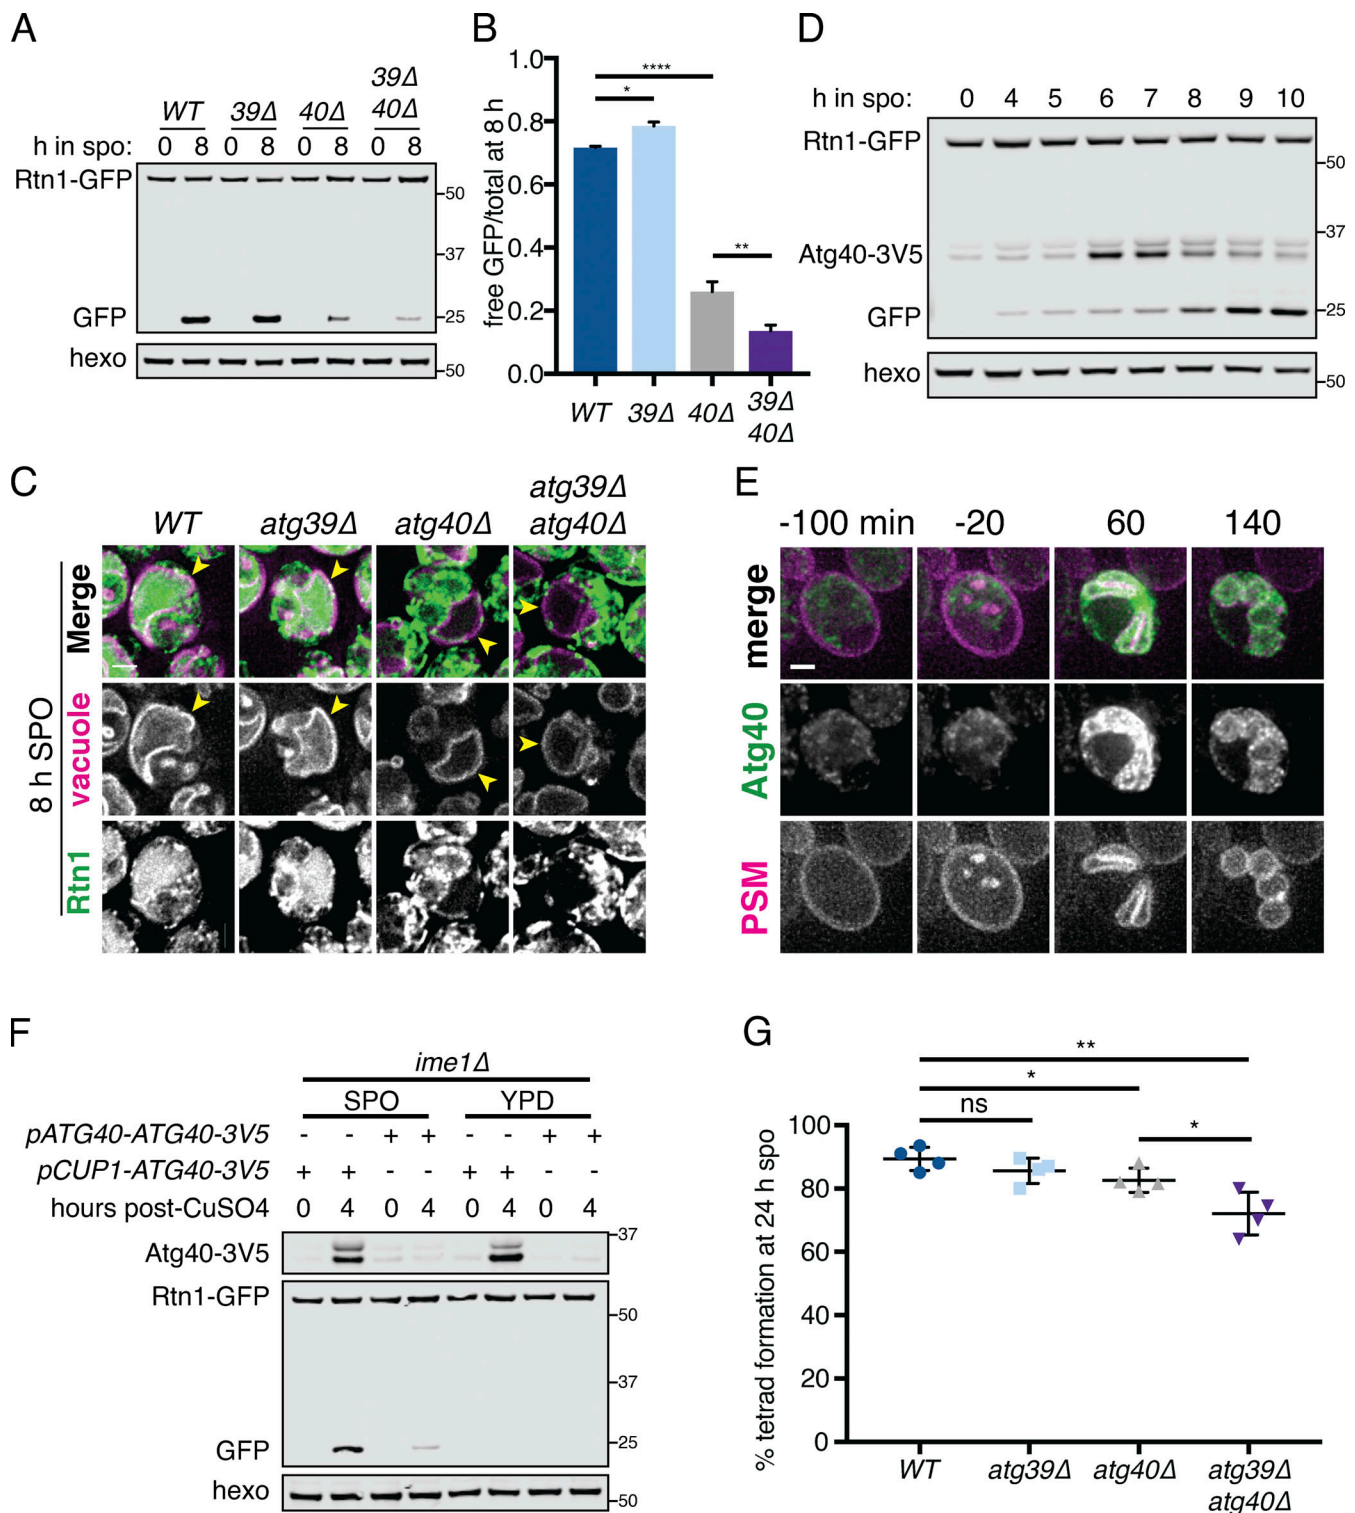 A
39Δ
WT 39Δ 40Δ 40Δ
h in spo: 0 8 0 8 0 8 0 8
Rtn1-GFP
50
37
GFP
25
hexo
50
B
free GFP/total at 8 h
1.0
0.8
0.6
0.4
0.2
0.0
****
*
**
WT 39Δ 40Δ 39Δ
40Δ
D
h in spo: 0 4 5 6 7 8 9 10
Rtn1-GFP
50
37
Atg40-3V5
GFP
25
hexo
50
C
atg39Δ
WT atg39Δ atg40Δ atg40Δ
8 h SPO
Merge
vacuole
Rtn1
E
-100 min -20 60 140
merge
Atg40
PSM
F
ime1Δ
SPO YPD
pATG40-ATG40-3V5 - - + + - - + +
pCUP1-ATG40-3V5 + + - - + + - -
hours post-CuSO4 0 4 0 4 0 4 0 4
Atg40-3V5
37
Rtn1-GFP
50
37
GFP
25
hexo
50
G
% tetrad formation at 24 h spo
**
*
ns
*
100
80
60
40
20
0
WT atg39Δ atg40Δ atg39Δ
atg40Δ